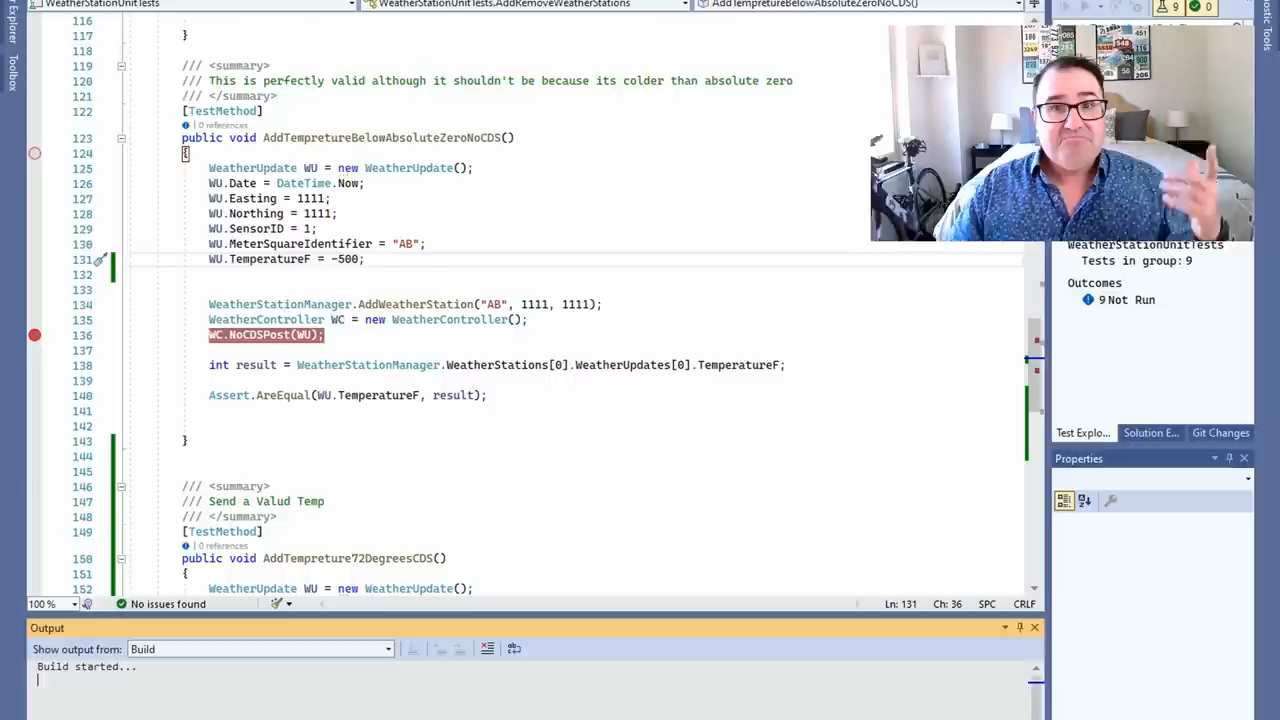 WeatherStationUnitTests
WeatherStationUnitTests.AddRemoveWeatherStations
AddTempretureBelowAbsoluteZeroNoCDS()
9
0
Explorer
Toolbox
nostic Tools
116
117 }
118
119 /// <summary>
120 /// This is perfectly valid although it shouldn't be because its colder than absolute zero
121 /// </summary>
122 [TestMethod]
0 references
123 public void AddTempretureBelowAbsoluteZeroNoCDS()
124 {
125 WeatherUpdate WU = new WeatherUpdate();
126 WU.Date = DateTime.Now;
127 WU.Easting = 1111;
128 WU.Northing = 1111;
129 WU.SensorID = 1;
130 WU.MeterSquareIdentifier = "AB";
131 WU.TemperatureF = -500;
132
133
134 WeatherStationManager.AddWeatherStation("AB", 1111, 1111);
135 WeatherController WC = new WeatherController();
136 WC.NoCDSPost(WU);
137
138 int result = WeatherStationManager.WeatherStations[0].WeatherUpdates[0].TemperatureF;
139
140 Assert.AreEqual(WU.TemperatureF, result);
141
142
143 }
144
145
146 /// <summary>
147 /// Send a Valud Temp
148 /// </summary>
149 [TestMethod]
0 references
150 public void AddTempreture72DegreesCDS()
151 {
152 WeatherUpdate WU = new WeatherUpdate();
100 %
No issues found
Ln: 131 Ch: 36 SPC CRLF
Output
Show output from: Build
Build started...
WeatherStationUnitTests
Tests in group: 9
Outcomes
9 Not Run
Test Explo... Solution E... Git Changes
Properties